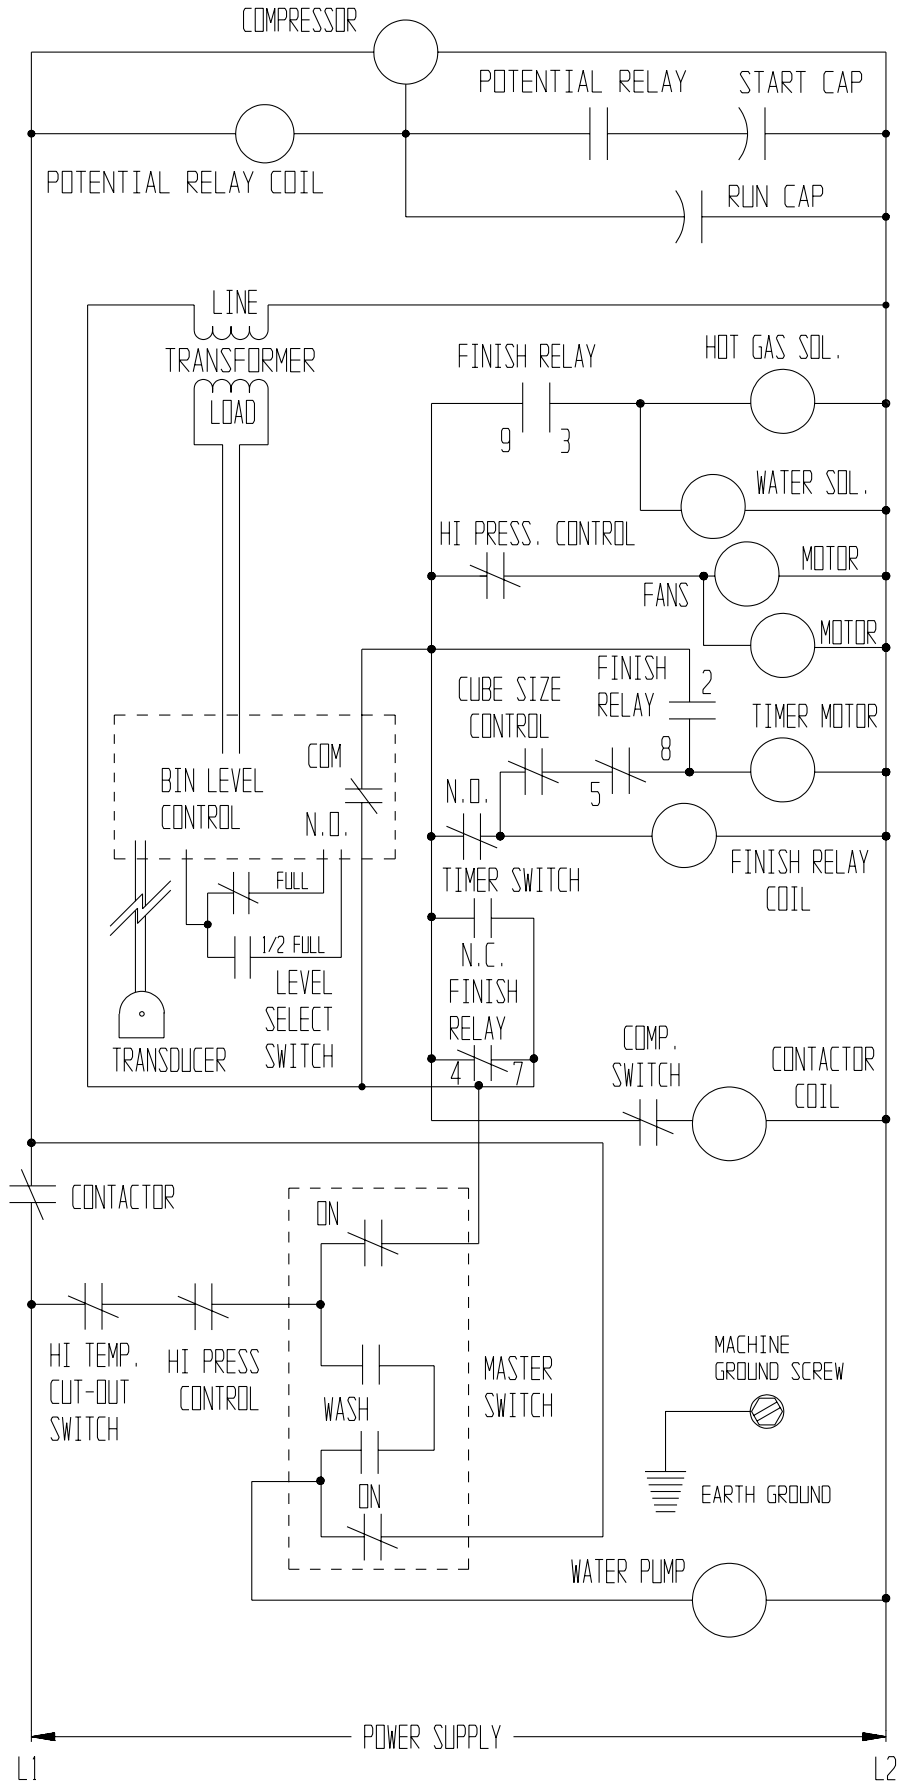 COMPRESSOR
POTENTIAL RELAY
START CAP
POTENTIAL RELAY COIL
RUN CAP
LINE
TRANSFORMER
LOAD
FINISH RELAY
9
3
HOT GAS SOL.
WATER SOL.
HI PRESS. CONTROL
MOTOR
FANS
MOTOR
FINISH
RELAY
2
8
CUBE SIZE
CONTROL
TIMER MOTOR
COM
BIN LEVEL
CONTROL
N.O.
5
N.O.
TIMER SWITCH
FINISH RELAY
COIL
FULL
1/2 FULL
LEVEL
SELECT
SWITCH
N.C.
FINISH
RELAY
4
7
TRANSDUCER
COMP.
SWITCH
CONTACTOR
COIL
CONTACTOR
ON
HI TEMP.
CUT-OUT
SWITCH
HI PRESS
CONTROL
WASH
MASTER
SWITCH
ON
MACHINE
GROUND SCREW
EARTH GROUND
WATER PUMP
POWER SUPPLY
L1
L2